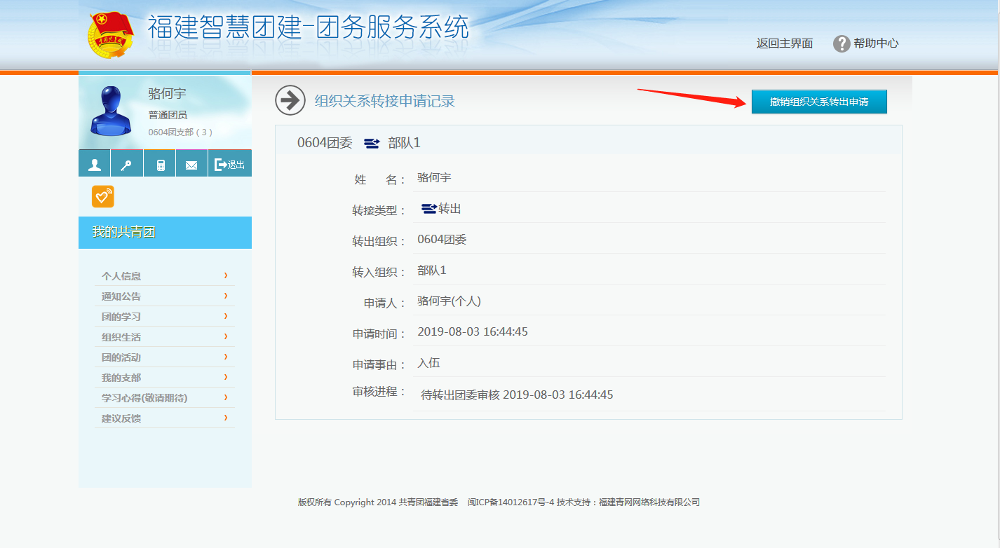 福建智慧团建-团务服务系统
返回主界面 帮助中心
骆何宇
普通团员
0604团支部（3）
退出
我的共青团
个人信息
通知公告
团的学习
组织生活
团的活动
我的支部
学习心得(敬请期待)
建议反馈
组织关系转接申请记录
撤销组织关系转出申请
0604团委 部队1
姓 名： 骆何宇
转接类型： 转出
转出组织： 0604团委
转入组织： 部队1
申请人： 骆何宇(个人)
申请时间： 2019-08-03 16:44:45
申请事由： 入伍
审核进程： 待转出团委审核 2019-08-03 16:44:45
版权所有 Copyright 2014 共青团福建省委 闽ICP备14012617号-4 技术支持：福建青网网络科技有限公司